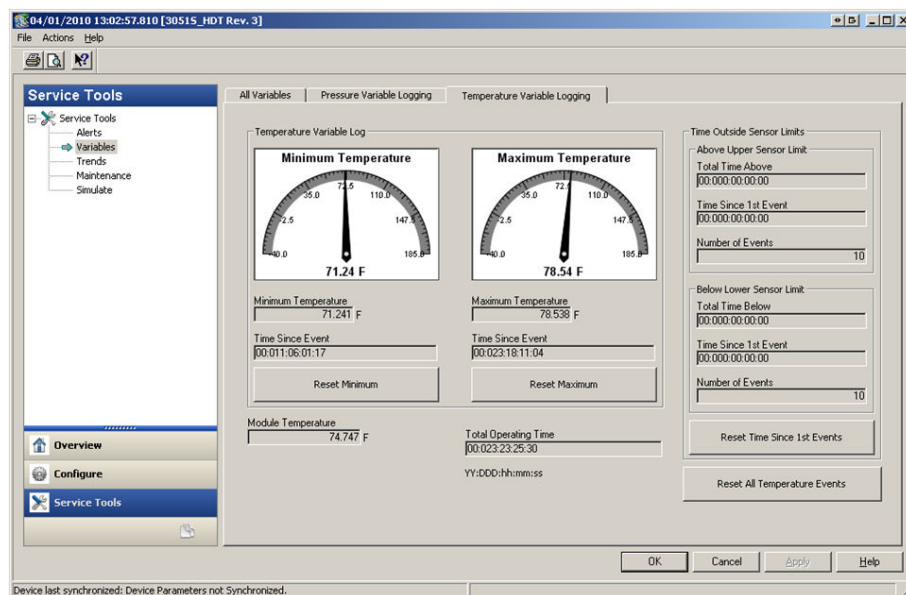 04/01/2010 13:02:57.810 [3051S_HDT Rev. 3]
File Actions Help
Service Tools
Service Tools
Alerts
Variables
Trends
Maintenance
Simulate
Overview
Configure
Service Tools
All Variables
Pressure Variable Logging
Temperature Variable Logging
Temperature Variable Log
Minimum Temperature
-40.0
-2.5
35.0
72.5
110.0
147.5
185.0
71.24 F
Minimum Temperature
71.241 F
Time Since Event
00:011:06:01:17
Reset Minimum
Maximum Temperature
-40.0
-2.5
35.0
72.5
110.0
147.5
185.0
78.54 F
Maximum Temperature
78.538 F
Time Since Event
00:023:18:11:04
Reset Maximum
Module Temperature
74.747 F
Total Operating Time
00:023:23:25:30
YY:DDD:hh:mm:ss
Time Outside Sensor Limits
Above Upper Sensor Limit
Total Time Above
00:000:00:00:00
Time Since 1st Event
00:000:00:00:00
Number of Events
10
Below Lower Sensor Limit
Total Time Below
00:000:00:00:00
Time Since 1st Event
00:000:00:00:00
Number of Events
10
Reset Time Since 1st Events
Reset All Temperature Events
OK
Cancel
Apply
Help
Device last synchronized: Device Parameters not Synchronized.